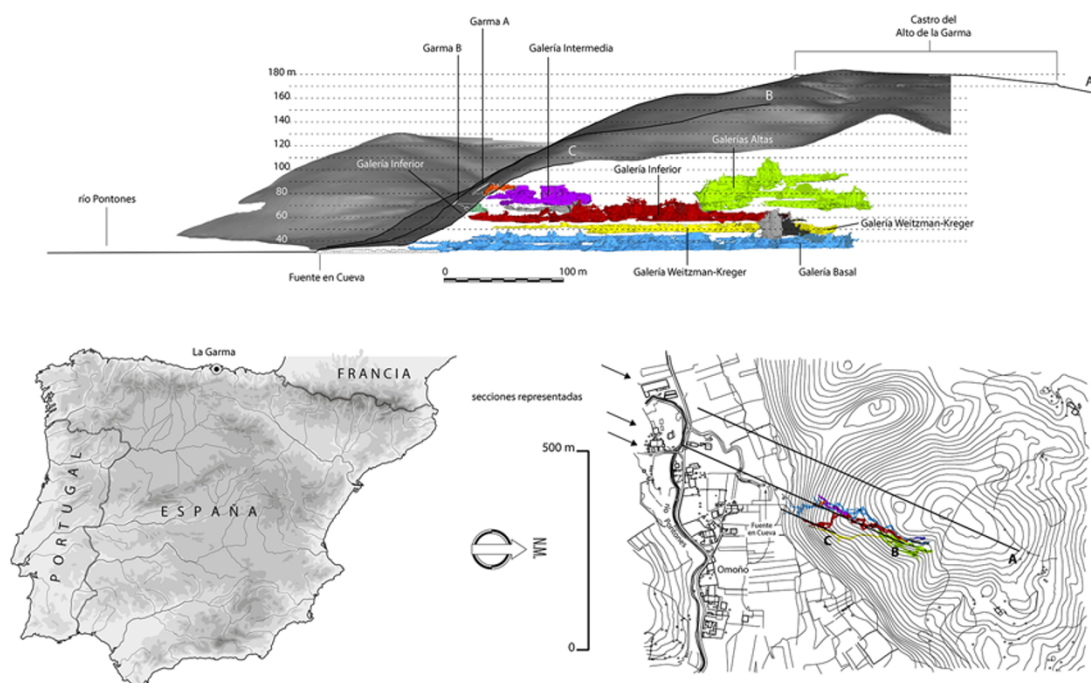 Castro del
Alto de la Garma
Garma A
Garma B
Galería Intermedia
180 m
160
140
120
100
80
60
40
A
B
C
Galerías Altas
Galería Inferior
Galería Inferior
río Pontones
Galería Weitzman-Kreger
Fuente en Cueva
0
100 m
Galería Weitzman-Kreger
Galería Basal
La Garma
FRANCIA
PORTUGAL
ESPAÑA
secciones representadas
500 m
0
N.M.
río Pontones
Fuente
en Cueva
Omoño
C
B
A